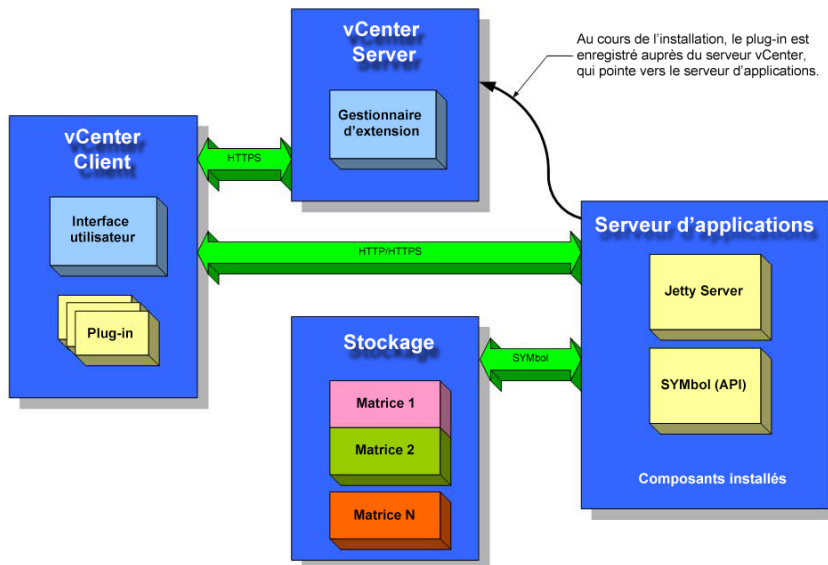 vCenter
Server
Gestionnaire
d'extension
Au cours de l'installation, le plug-in est
enregistré auprès du serveur vCenter,
qui pointe vers le serveur d'applications.
vCenter
Client
HTTPS
Interface
utilisateur
Plug-in
HTTP/HTTPS
Serveur d'applications
Jetty Server
SYMbol (API)
Composants installés
Stockage
SYMbol
Matrice 1
Matrice 2
Matrice N